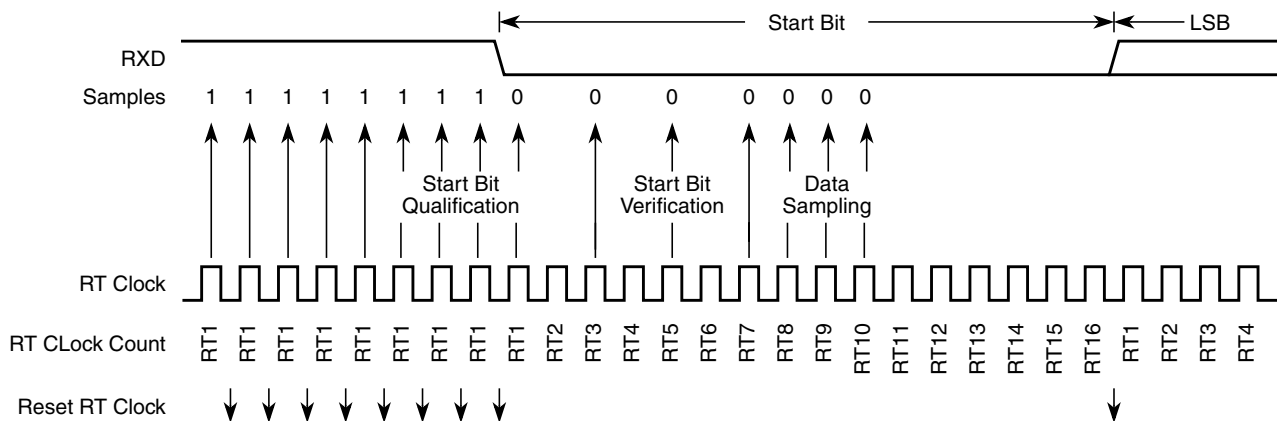 Start Bit
LSB
RXD
Samples 1 1 1 1 1 1 1 1 0 0 0 0 0 0 0
Start Bit
Qualification
Start Bit
Verification
Data
Sampling
RT Clock
RT CLock Count RT1 RT1 RT1 RT1 RT1 RT1 RT1 RT1 RT1 RT2 RT3 RT4 RT5 RT6 RT7 RT8 RT9 RT10 RT11 RT12 RT13 RT14 RT15 RT16 RT1 RT2 RT3 RT4
Reset RT Clock